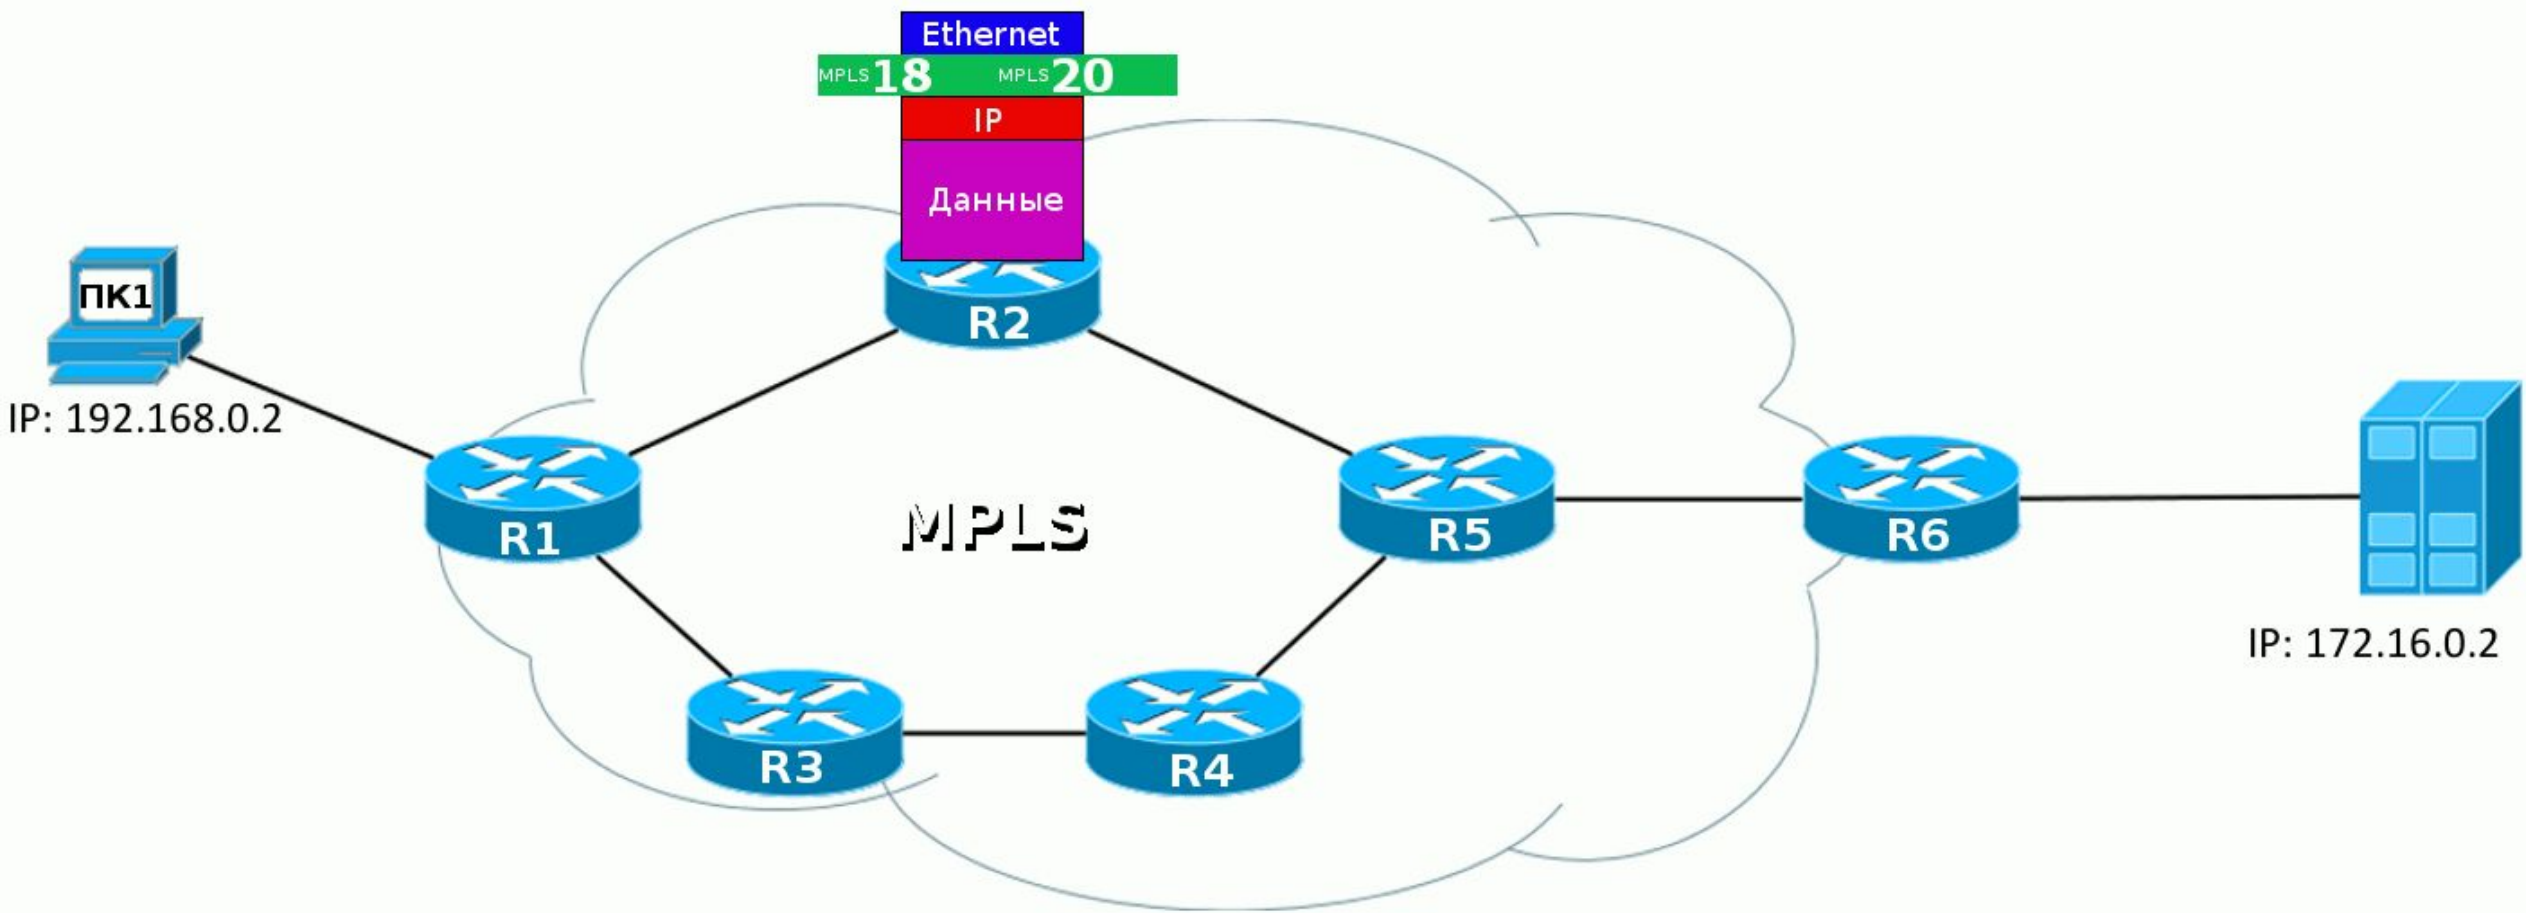 Ethernet
MPLS 18 MPLS 20
IP
Данные
ПК1
R2
IP: 192.168.0.2
R1
MPLS
R5
R6
IP: 172.16.0.2
R3
R4